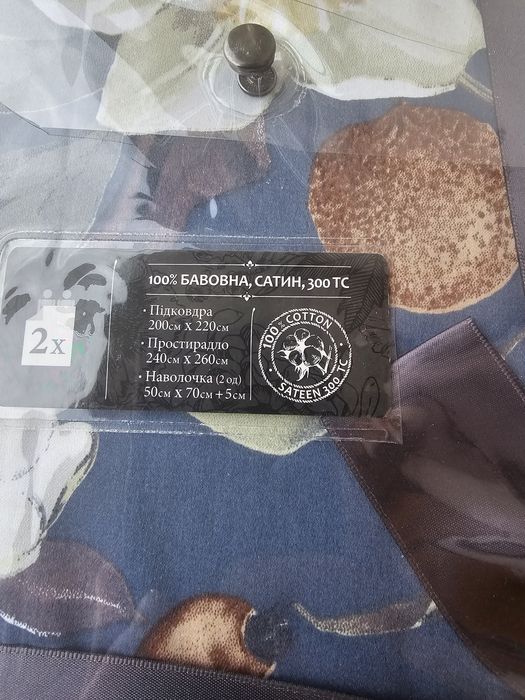 100% БАВОВНА, САТИН, 300 ТС
· Підковдра
200см х 220см
· Простирадло
240см х 260см
· Наволочка (2 од)
50см х 70см + 5см
2x
100% COTTON
SATEEN 300 TC